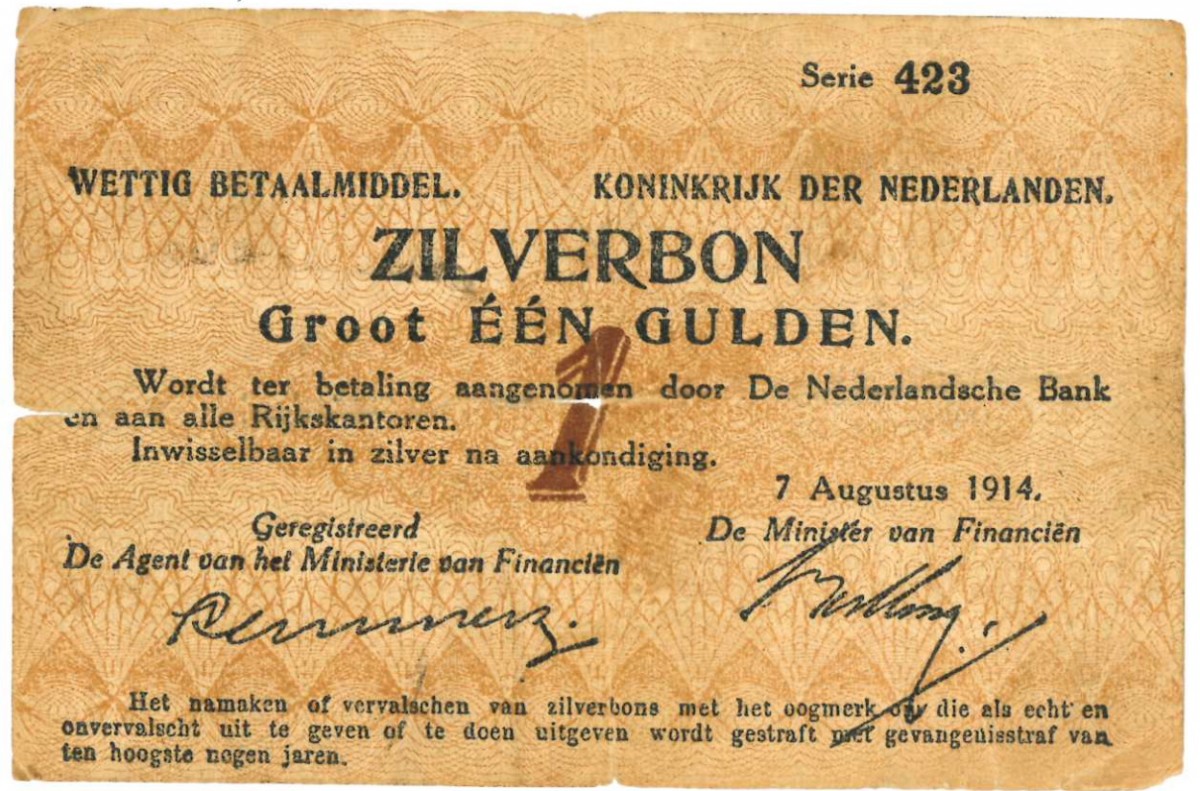 Serie 423
WETTIG BETAALMIDDEL. KONINKRIJK DER NEDERLANDEN.
ZILVERBON
Groot ÉÉN GULDEN.
1
Wordt ter betaling aangenomen door De Nederlandsche Bank
en aan alle Rijkskantoren.
Inwisselbaar in zilver na aankondiging.
7 Augustus 1914.
Geregistreerd De Minister van Financiën
De Agent van het Ministerie van Financiën
Het namaken of vervalschen van zilverbons met het oogmerk om die als echt en
onvervalscht uit te geven of te doen uitgeven wordt gestraft met gevangenisstraf van
ten hoogste negen jaren.